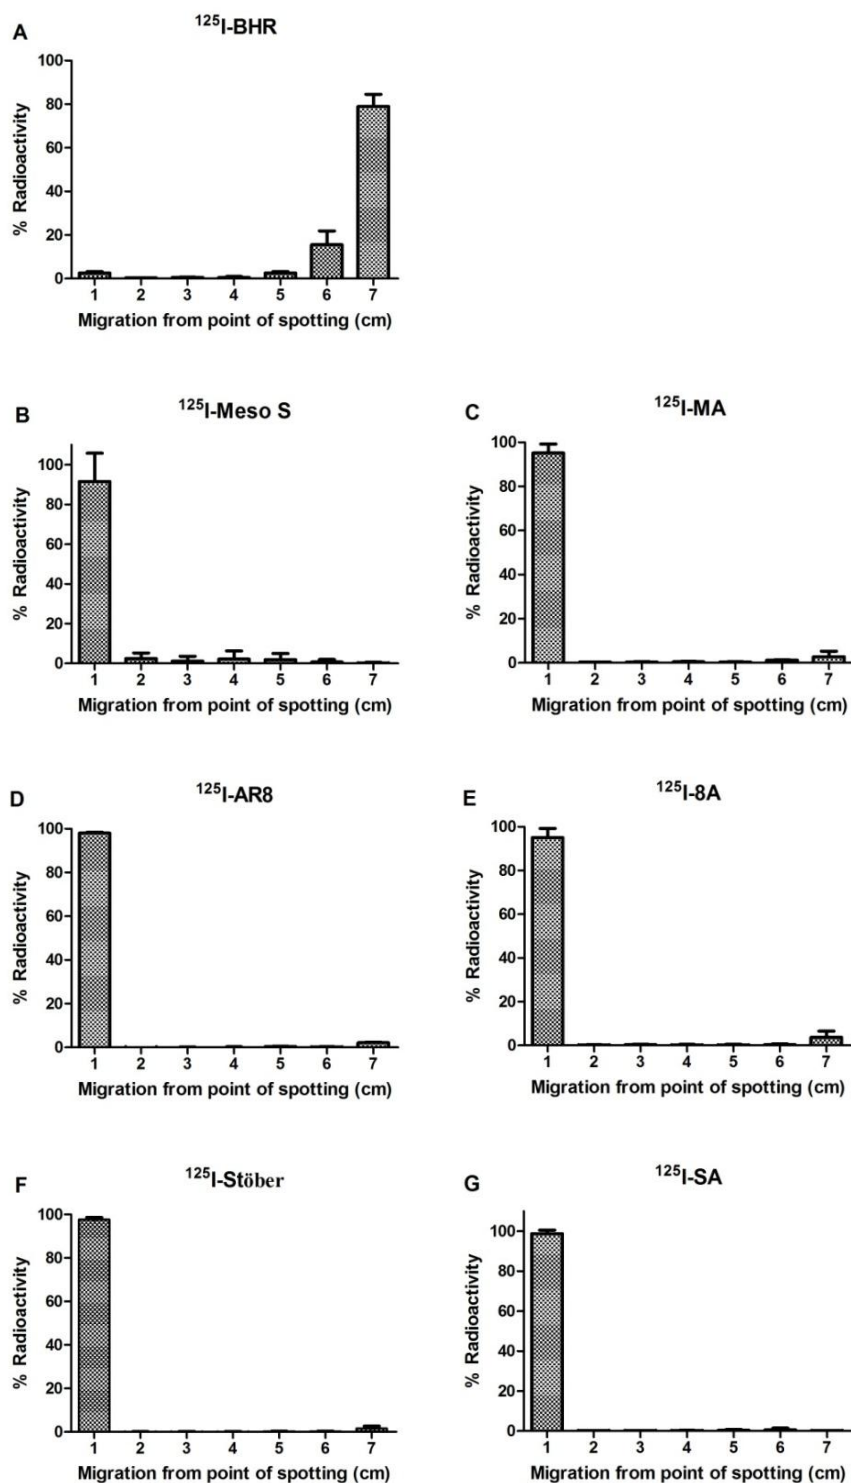 A
¹²⁵I-BHR
% Radioactivity
100
80
60
40
20
0
1 2 3 4 5 6 7
Migration from point of spotting (cm)
B
¹²⁵I-Meso S
% Radioactivity
100
80
60
40
20
0
1 2 3 4 5 6 7
Migration from point of spotting (cm)
C
¹²⁵I-MA
% Radioactivity
100
80
60
40
20
0
1 2 3 4 5 6 7
Migration from point of spotting (cm)
D
¹²⁵I-AR8
% Radioactivity
100
80
60
40
20
0
1 2 3 4 5 6 7
Migration from point of spotting (cm)
E
¹²⁵I-8A
% Radioactivity
100
80
60
40
20
0
1 2 3 4 5 6 7
Migration from point of spotting (cm)
F
¹²⁵I-Stöber
% Radioactivity
100
80
60
40
20
0
1 2 3 4 5 6 7
Migration from point of spotting (cm)
G
¹²⁵I-SA
% Radioactivity
100
80
60
40
20
0
1 2 3 4 5 6 7
Migration from point of spotting (cm)